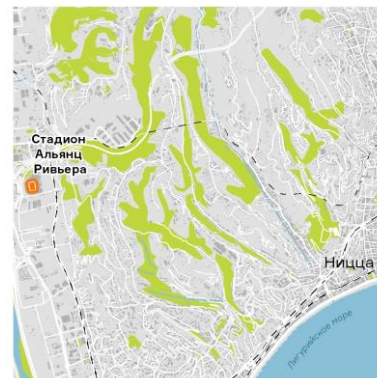 Стадион
Альянц
Ривьера
Ницца
Лигурийское море